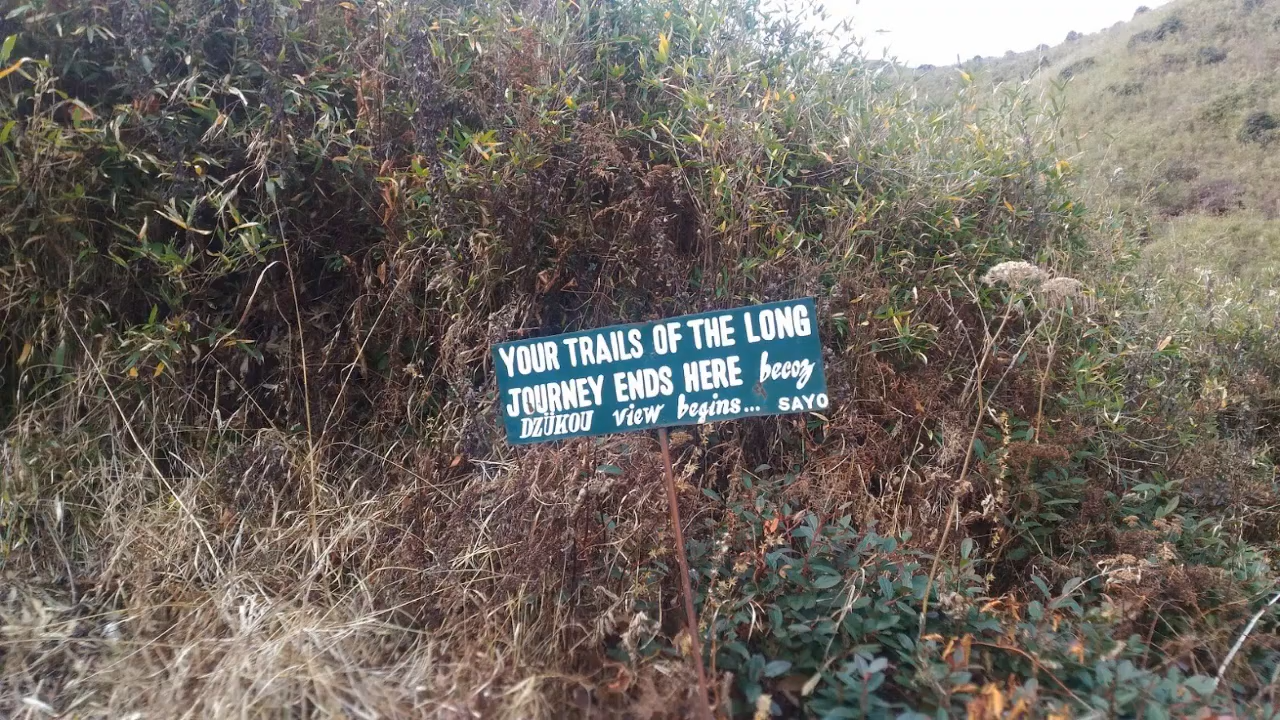 YOUR TRAILS OF THE LONG
JOURNEY ENDS HERE becoz
DZÜKOU view begins... SAYO